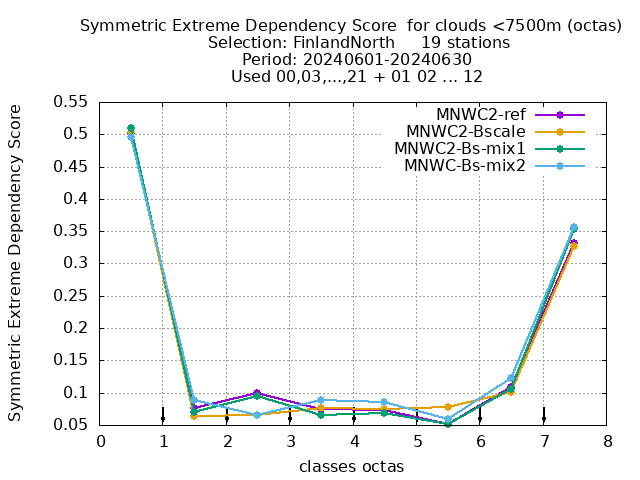 Symmetric Extreme Dependency Score  for clouds <7500m (octas)
Selection: FinlandNorth     19 stations
Period: 20240601-20240630
Used 00,03,...,21 + 01 02 ... 12
MNWC2-ref
MNWC2-Bscale
MNWC2-Bs-mix1
MNWC-Bs-mix2
Symmetric Extreme Dependency Score
0.55
0.5
0.45
0.4
0.35
0.3
0.25
0.2
0.15
0.1
0.05
0 1 2 3 4 5 6 7 8
classes octas